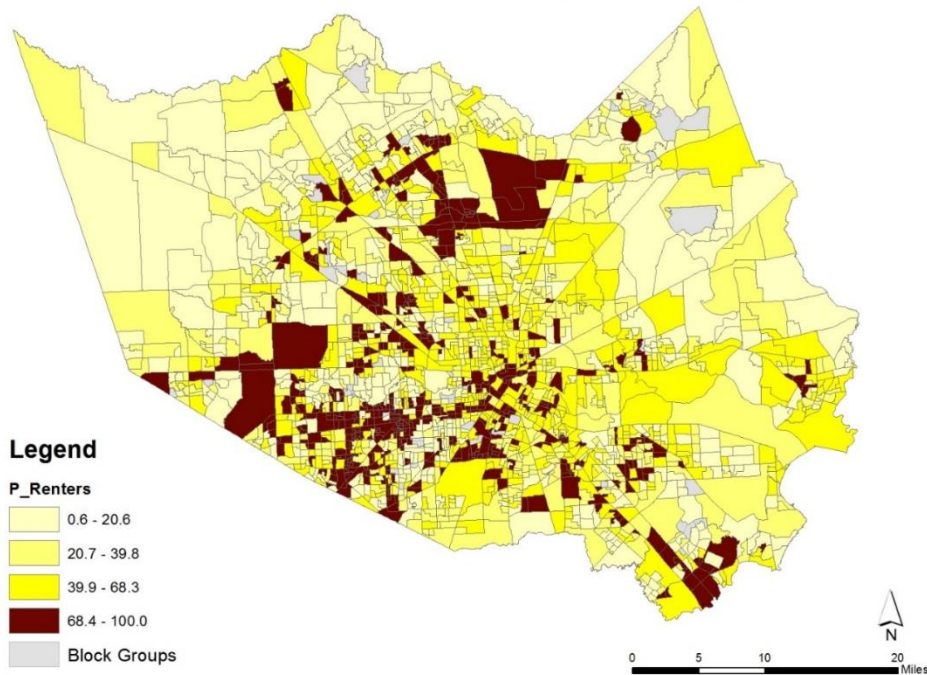 Legend
P_Renters
0.6 - 20.6
20.7 - 39.8
39.9 - 68.3
68.4 - 100.0
Block Groups
N
0 5 10 20
Miles